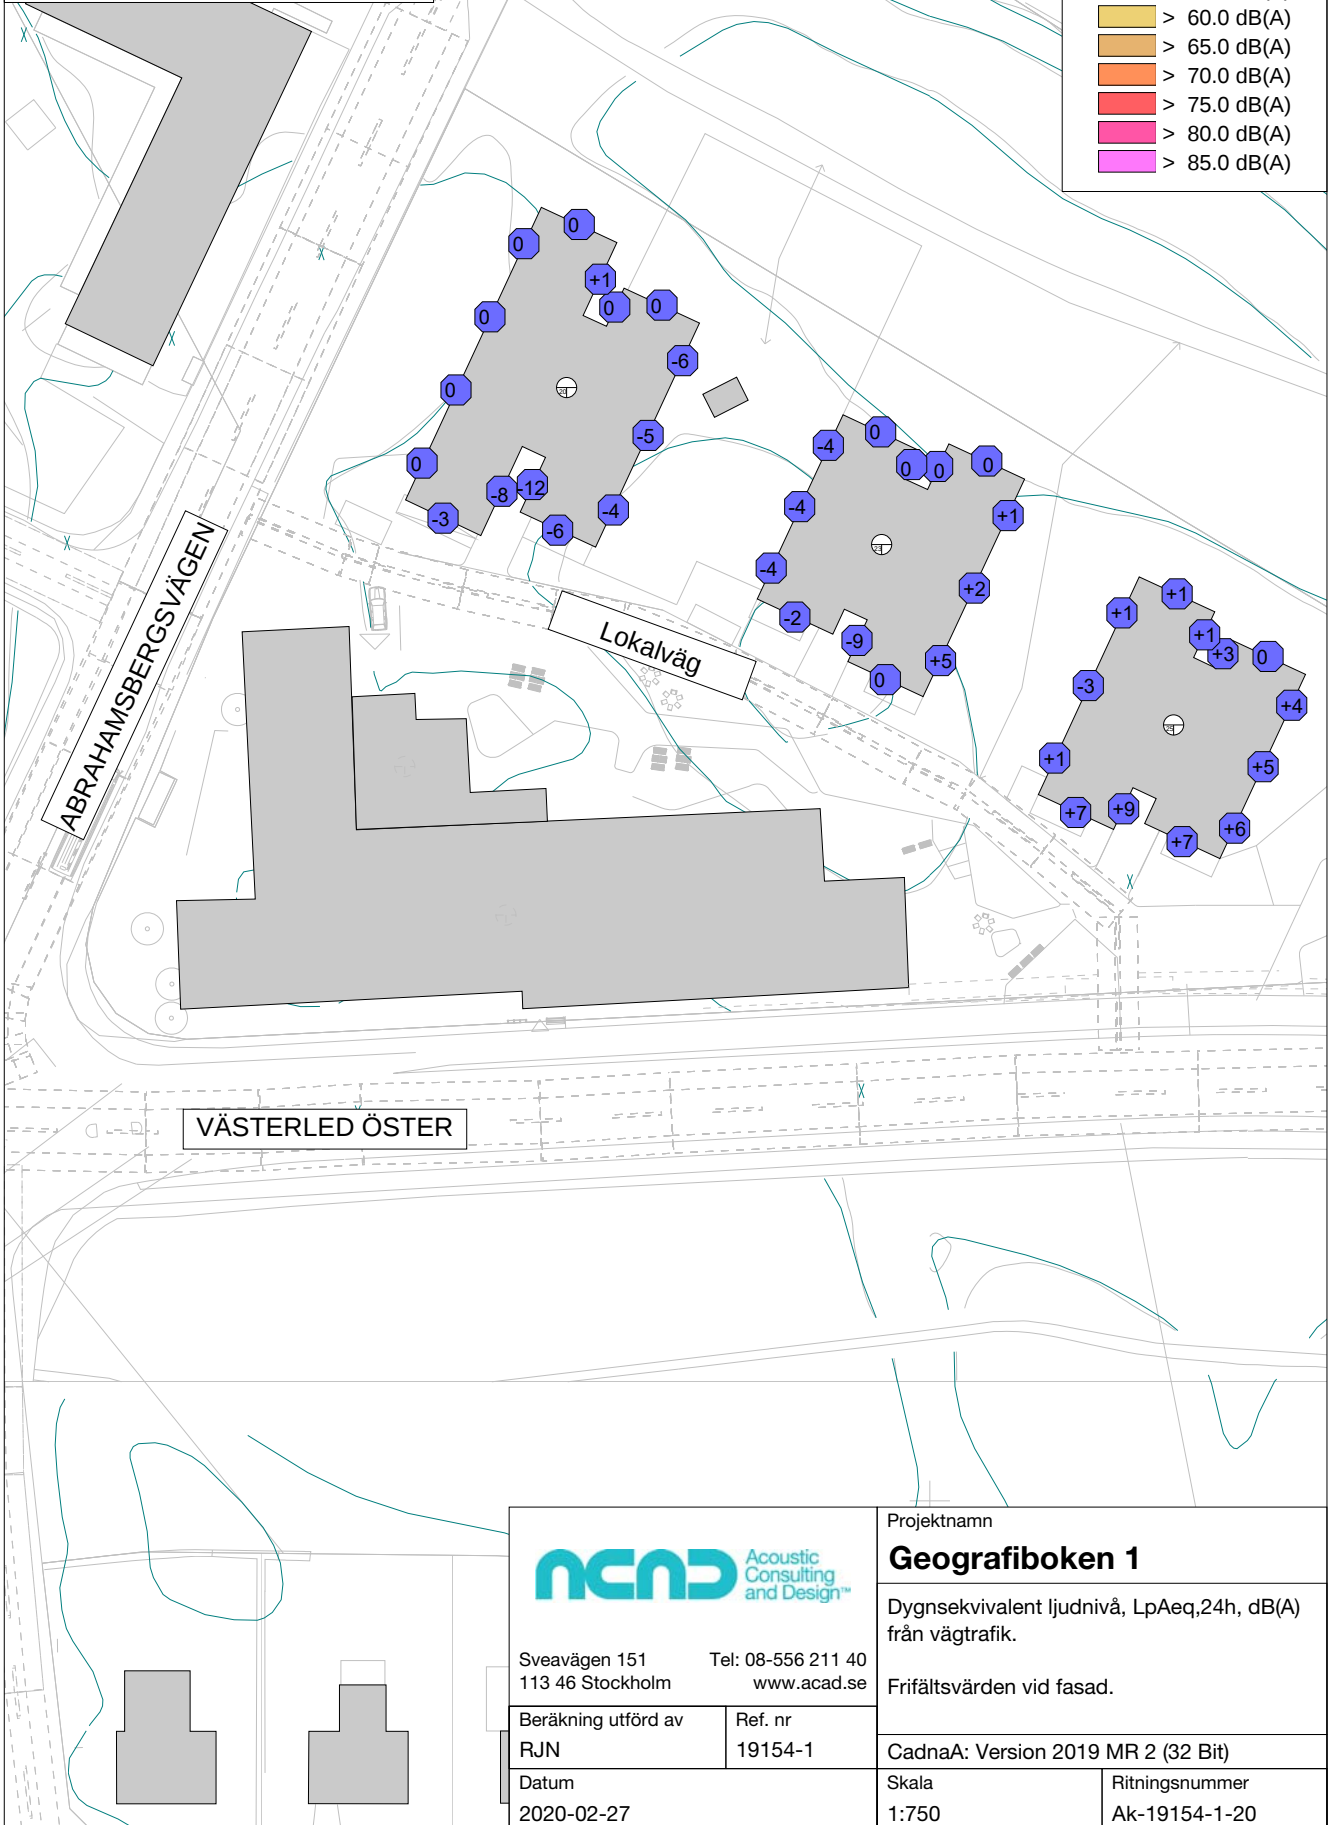 > 60.0 dB(A)
> 65.0 dB(A)
> 70.0 dB(A)
> 75.0 dB(A)
> 80.0 dB(A)
> 85.0 dB(A)
0
0
+1
0
0
0
-6
0
-5
0
-8
-12
-4
-3
-6
20
0
-4
0
0
0
-4
+1
-4
+2
-2
-9
+5
0
+1
+1
+1
+3
0
-3
+4
+1
+5
+7
+9
+6
+7
ABRAHAMSBERGSVÄGEN
Lokalväg
VÄSTERLED ÖSTER
ACAD
Acoustic
Consulting
and Design™
Sveavägen 151
113 46 Stockholm
Tel: 08-556 211 40
www.acad.se
Beräkning utförd av
RJN
Ref. nr
19154-1
Datum
2020-02-27
Projektnamn
Geografiboken 1
Dygnsekvivalent ljudnivå, LpAeq,24h, dB(A)
från vägtrafik.
Frifältsvärden vid fasad.
CadnaA: Version 2019 MR 2 (32 Bit)
Skala
1:750
Ritningsnummer
Ak-19154-1-20